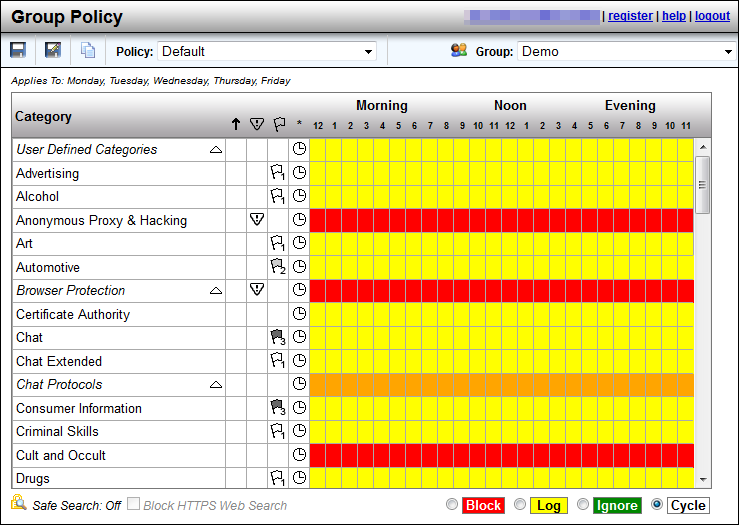 Group Policy
| register | help | logout
Policy: Default Group: Demo
Applies To: Monday, Tuesday, Wednesday, Thursday, Friday
Category * Morning Noon Evening
12 1 2 3 4 5 6 7 8 9 10 11 12 1 2 3 4 5 6 7 8 9 10 11
User Defined Categories
Advertising 1
Alcohol 1
Anonymous Proxy & Hacking
Art 1
Automotive 2
Browser Protection
Certificate Authority
Chat 3
Chat Extended 1
Chat Protocols
Consumer Information 3
Criminal Skills 1
Cult and Occult
Drugs 1
Safe Search: Off Block HTTPS Web Search Block Log Ignore Cycle